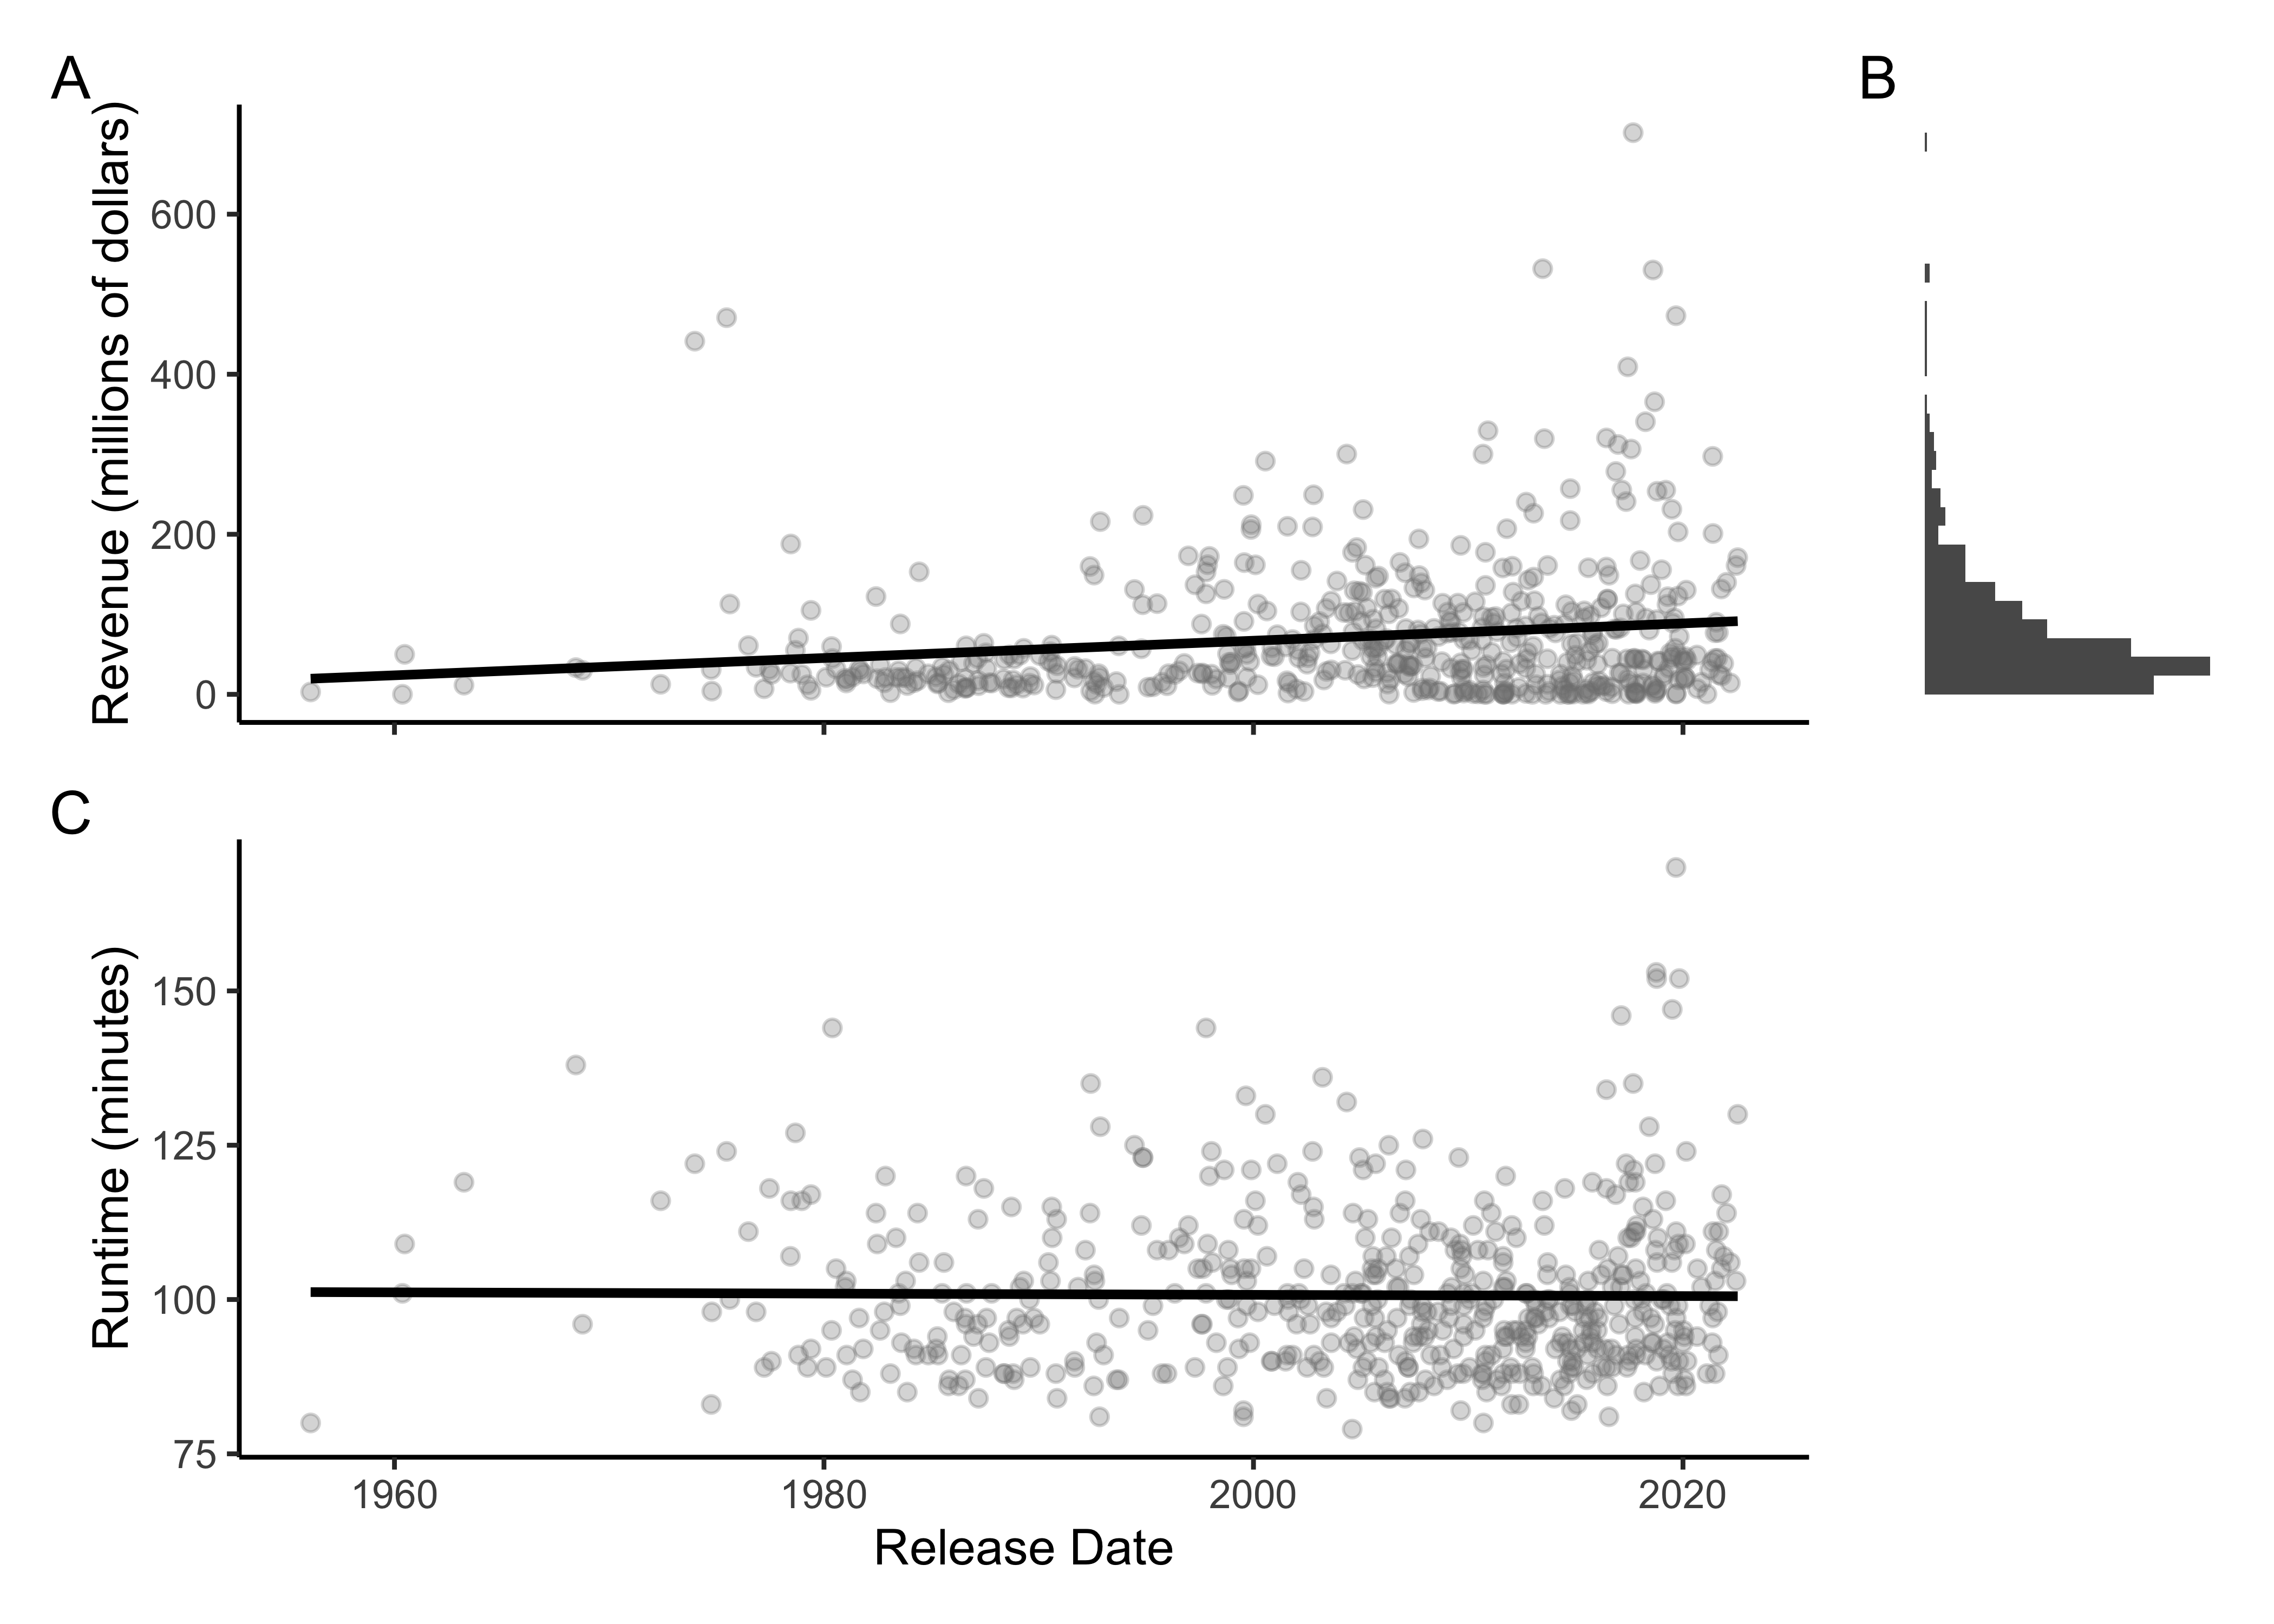 A
B
Revenue (millions of dollars)
600
400
200
0
C
Runtime (minutes)
150
125
100
75
1960
1980
2000
2020
Release Date